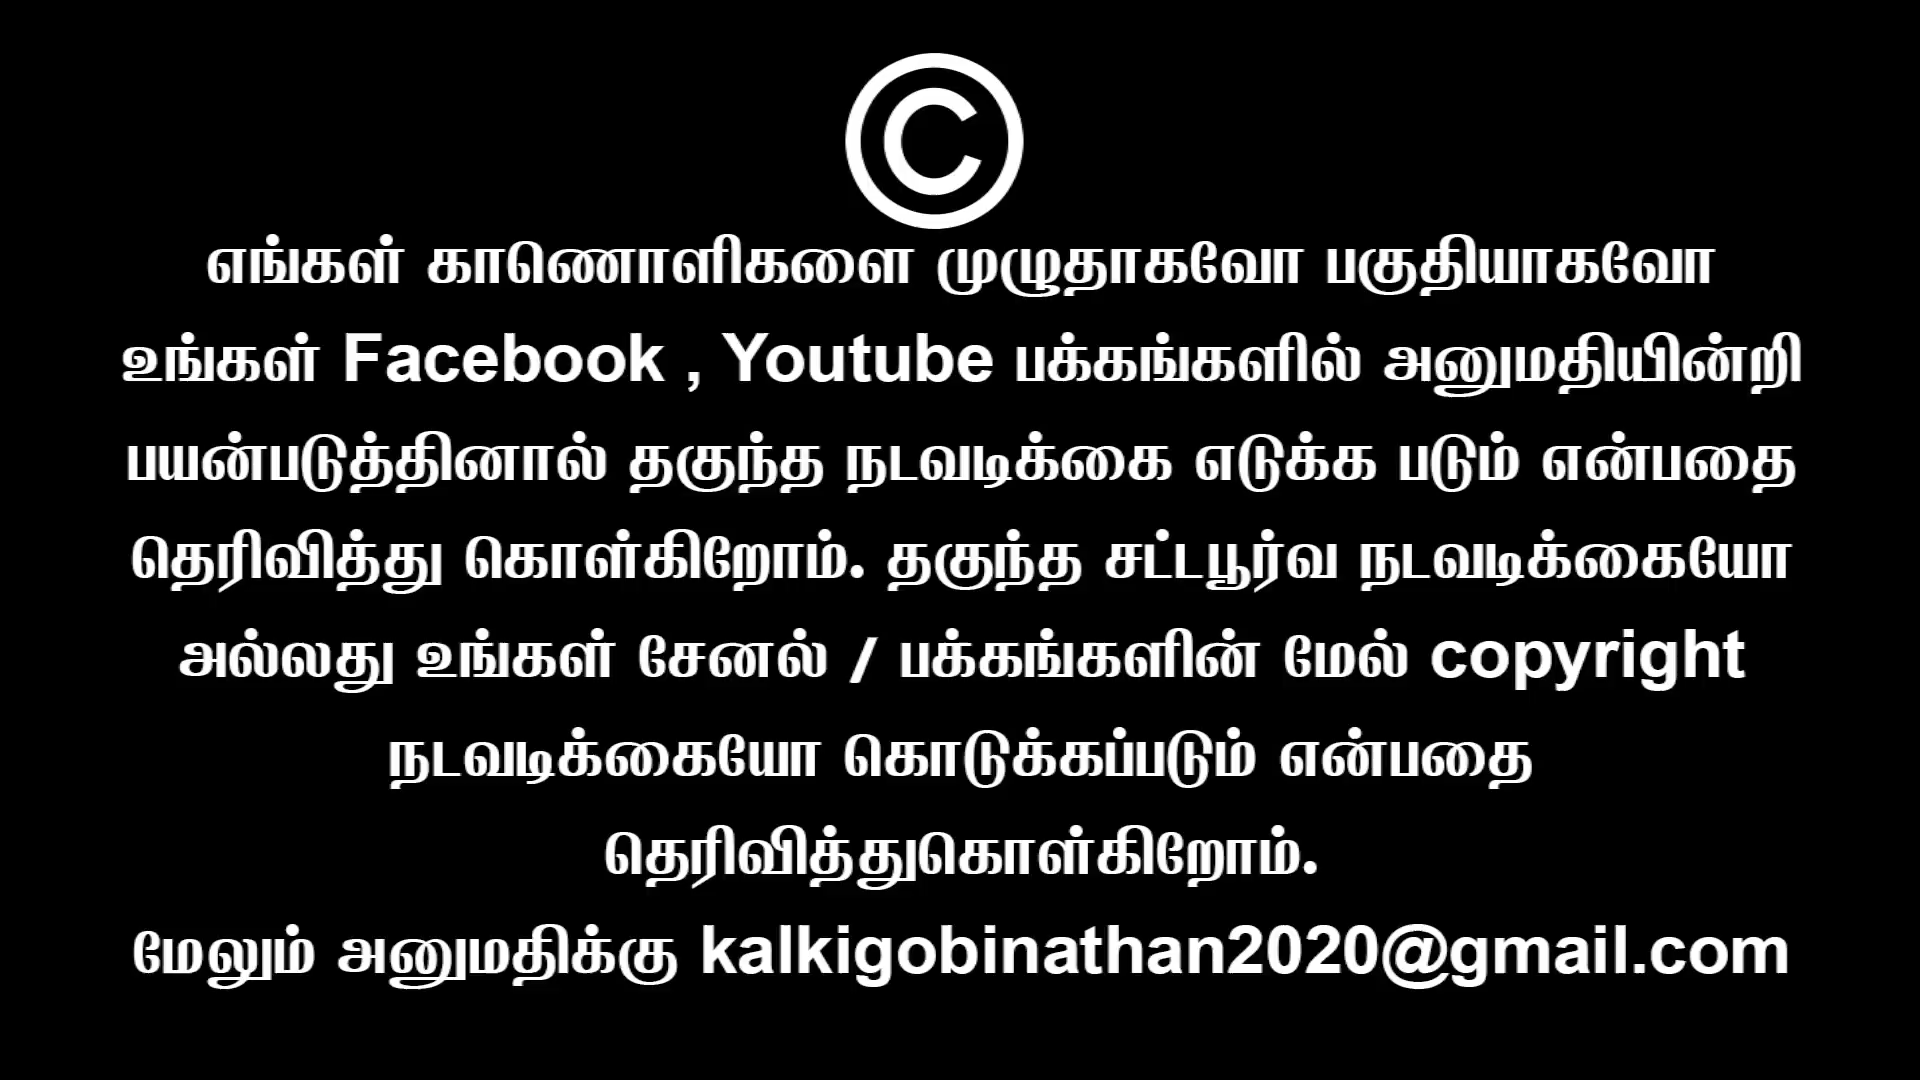 ©
எங்கள் காணொளிகளை முழுதாகவோ பகுதியாகவோ
உங்கள் Facebook , Youtube பக்கங்களில் அனுமதியின்றி
பயன்படுத்தினால் தகுந்த நடவடிக்கை எடுக்க படும் என்பதை
தெரிவித்து கொள்கிறோம். தகுந்த சட்டபூர்வ நடவடிக்கையோ
அல்லது உங்கள் சேனல் / பக்கங்களின் மேல் copyright
நடவடிக்கையோ கொடுக்கப்படும் என்பதை
தெரிவித்துகொள்கிறோம்.
மேலும் அனுமதிக்கு kalkigobinathan2020@gmail.com